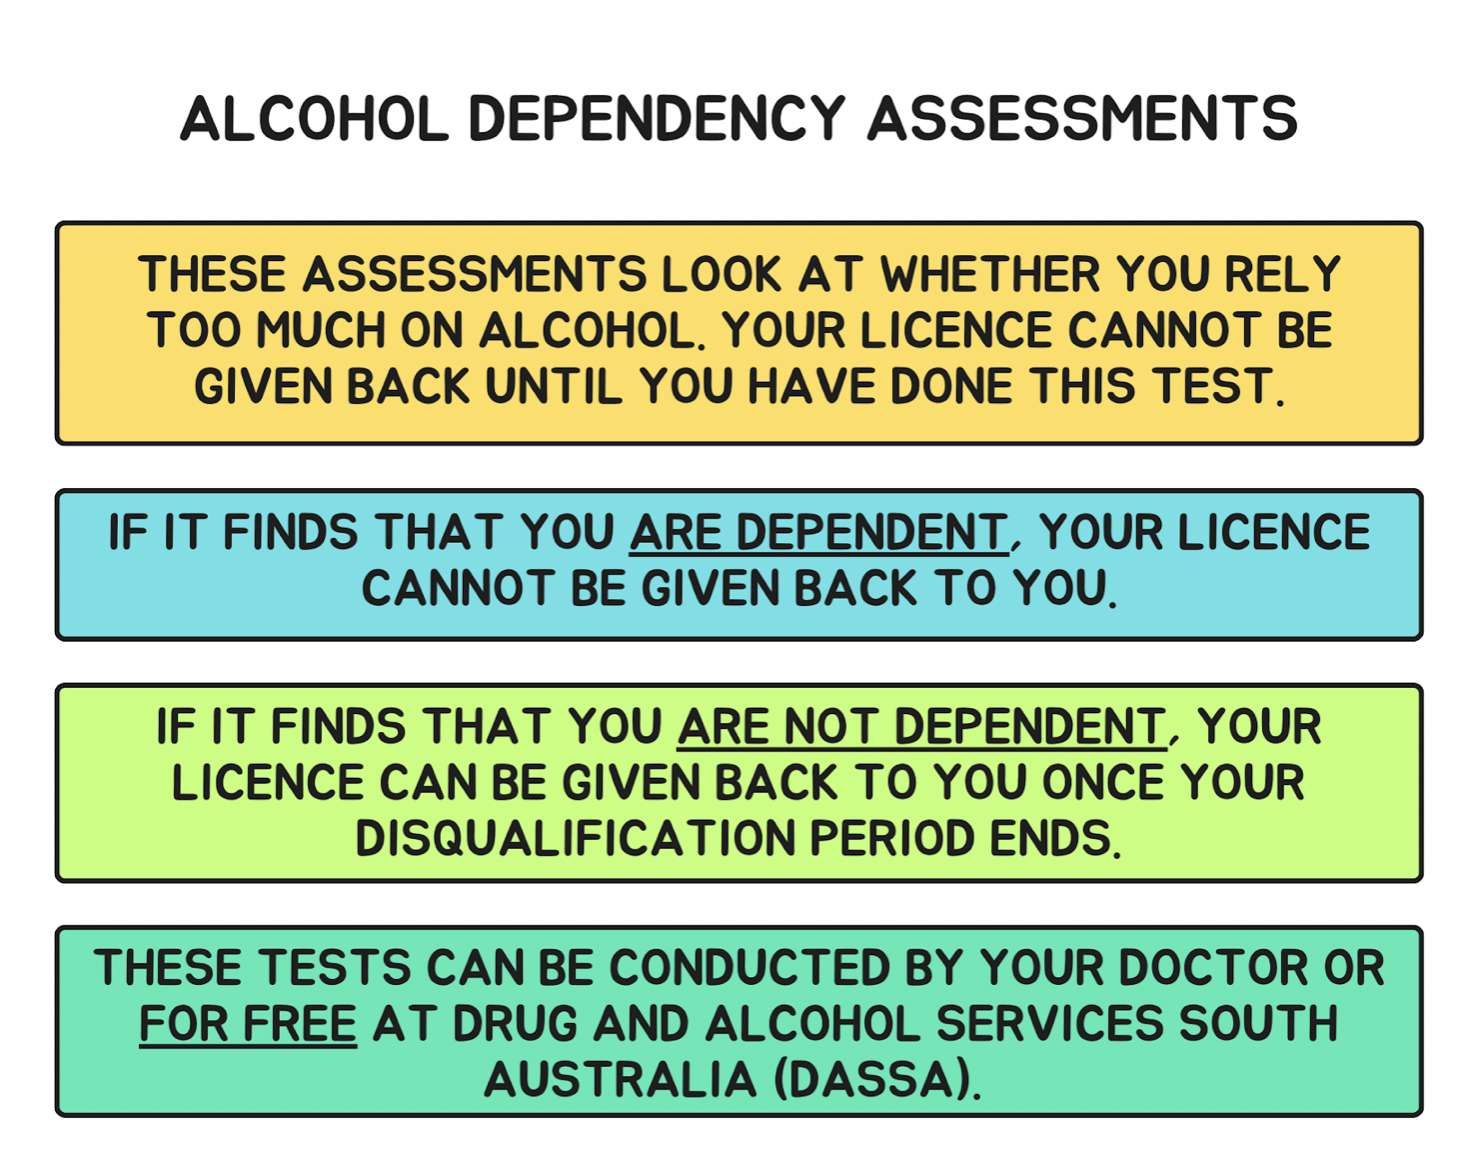 ALCOHOL DEPENDENCY ASSESSMENTS
THESE ASSESSMENTS LOOK AT WHETHER YOU RELY
TOO MUCH ON ALCOHOL. YOUR LICENCE CANNOT BE
GIVEN BACK UNTIL YOU HAVE DONE THIS TEST.
IF IT FINDS THAT YOU ARE DEPENDENT, YOUR LICENCE
CANNOT BE GIVEN BACK TO YOU.
IF IT FINDS THAT YOU ARE NOT DEPENDENT, YOUR
LICENCE CAN BE GIVEN BACK TO YOU ONCE YOUR
DISQUALIFICATION PERIOD ENDS.
THESE TESTS CAN BE CONDUCTED BY YOUR DOCTOR OR
FOR FREE AT DRUG AND ALCOHOL SERVICES SOUTH
AUSTRALIA (DASSA).